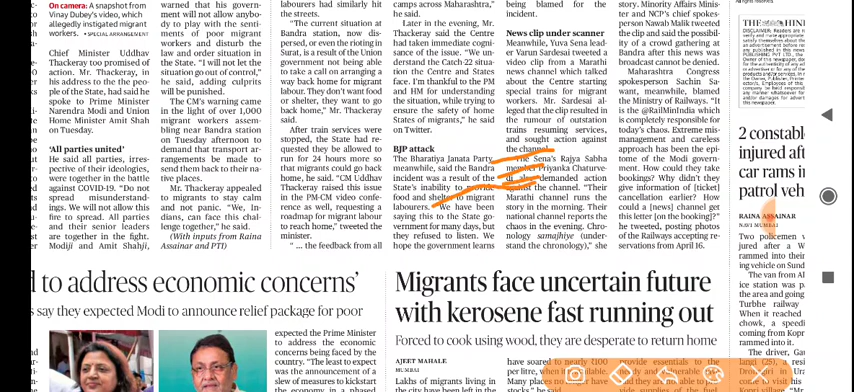 On camera: A snapshot from
Vinay Dubey's video, which
allegedly instigated migrant
workers. • SPECIAL ARRANGEMENT
Chief Minister Uddhav
Thackeray too promised of
action. Mr. Thackeray, in
his address to the the peo-
ple of the State, had said he
spoke to Prime Minister
Narendra Modi and Union
Home Minister Amit Shah
on Tuesday.
'All parties united'
He said all parties, irres-
pective of their ideologies,
were together in the battle
against COVID-19. "Do not
spread misunderstand-
ings. We will not allow this
fire to spread. All parties
and their senior leaders
are together in the fight.
Modiji and Amit Shahji,
warned that his govern-
ment will not allow anybo-
dy to play with the senti-
ments of poor migrant
workers and disturb the
law and order situation in
the State. "I will not let the
situation go out of control,"
he said, adding culprits
will be punished.
The CM's warning came
in the light of over 1,000
migrant workers assem-
bling near Bandra station
on Tuesday afternoon to
demand that transport ar-
rangements be made to
send them back to their na-
tive places.
Mr. Thackeray appealed
to migrants to stay calm
and not panic. "We, In-
dians, can face this chal-
lenge together," he said.
(With inputs from Raina
Assainar and PTI)
labourers had similarly hit
the streets.
"The current situation at
Bandra station, now dis-
persed, or even the rioting in
Surat, is a result of the Union
government not being able
to take a call on arranging a
way back home for migrant
labour. They don't want food
or shelter, they want to go
back home," Mr. Thackeray
said.
After train services were
stopped, the State had re-
quested they be allowed to
run for 24 hours more so
that migrants could go back
home, he said. "CM Uddhav
Thackeray raised this issue
in the PM-CM video confe-
rence as well, requesting a
roadmap for migrant labour
to reach home," tweeted the
minister.
"... the feedback from all
camps across Maharashtra,"
he said.
Later in the evening, Mr.
Thackeray said the Centre
had taken immediate cogni-
sance of the issue. "We un-
derstand the Catch-22 situa-
tion the Centre and States
face. I'm thankful to the PM
and HM for understanding
the situation, while trying to
ensure the safety of home
States of migrants," he said
on Twitter.
BJP attack
The Bharatiya Janata Party,
meanwhile, said the Bandra
incident was a result of the
State's inability to provide
food and shelter to migrant
labourers. "We have been
saying this to the State go-
vernment for many days, but
they refused to listen. We
hope the government learns
being blamed for the
incident.
News clip under scanner
Meanwhile, Yuva Sena lead-
er Varun Sardesai tweeted a
video clip from a Marathi
news channel which talked
about the Centre starting
special trains for migrant
workers. Mr. Sardesai al-
leged that the clip resulted in
the rumour of outstation
trains resuming services,
and sought action against
the channel.
The Sena's Rajya Sabha
member Priyanka Chaturve-
di also demanded action
against the channel. "Their
Marathi channel runs the
story in the morning. Their
national channel reports the
chaos in the evening. Chro-
nology samajhiye (under-
stand the chronology)," she
story. Minority Affairs Minis-
ter and NCP's chief spokes-
person Nawab Malik tweeted
the clip and said the possibil-
ity of a crowd gathering at
Bandra after this news was
broadcast cannot be denied.
Maharashtra Congress
spokesperson Sachin Sa-
want, meanwhile, blamed
the Ministry of Railways. "It
is the @RailMinIndia which
is completely responsible for
today's chaos. Extreme mis-
management and careless
approach has been the epi-
tome of the Modi govern-
ment. How could they take
bookings? Why didn't they
give information of [ticket]
cancellation earlier? How
could a [news] channel get
this letter [on the booking]?"
he tweeted, posting photos
of the Railways accepting re-
servations from April 16.
THE HINDU
2 constabl
injured aft
car rams i
patrol veh
RAINA ASSAINAR
NAVI MUMBAI
Two policemen
jured after a W
rammed into their
ing vehicle on Sund
The van from Al
ice station was pa
the area and going
Turbhe railway
When it reached
chowk, a speedi
coming from Kopr
rammed into it.
The driver, Gau
d to address economic concerns'
s say they expected Modi to announce relief package for poor
expected the Prime Minister
to address the economic
concerns being faced by the
country. "The least to expect
was the announcement of a
slew of measures to kickstart
Migrants face uncertain future
with kerosene fast running out
Forced to cook using wood, they are desperate to return home
AJEET MAHALE
MUMBAI
Lakhs of migrants living in
have soared to nearly ₹100
per litre, when it
Many places
provide essentials to the